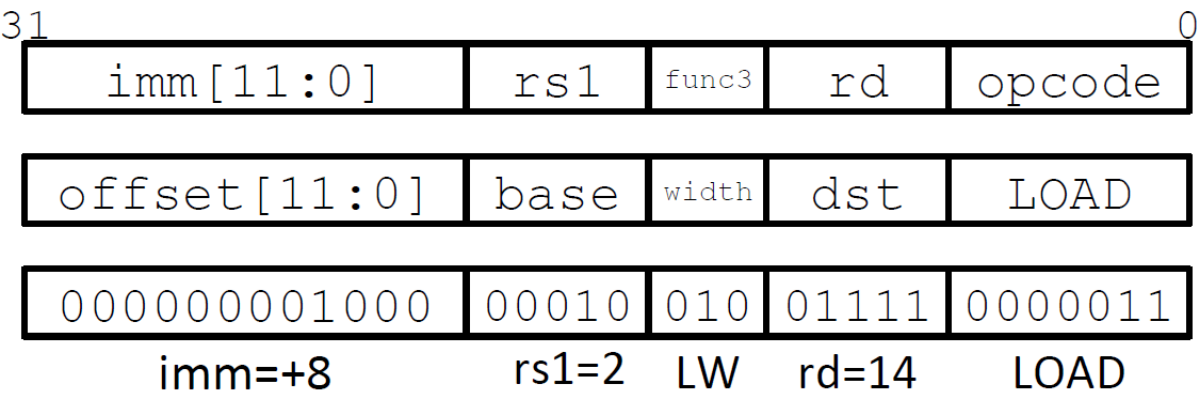 31 0
imm[11:0] rs1 func3 rd opcode
offset[11:0] base width dst LOAD
000000001000 00010 010 01111 0000011
imm=+8 rs1=2 LW rd=14 LOAD